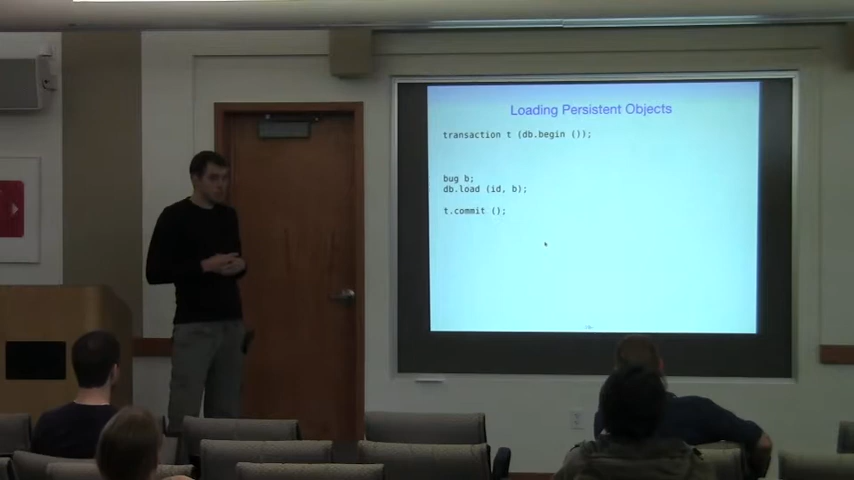 Loading Persistent Objects
transaction t (db.begin ());
bug b;
db.load (id, b);
t.commit ();